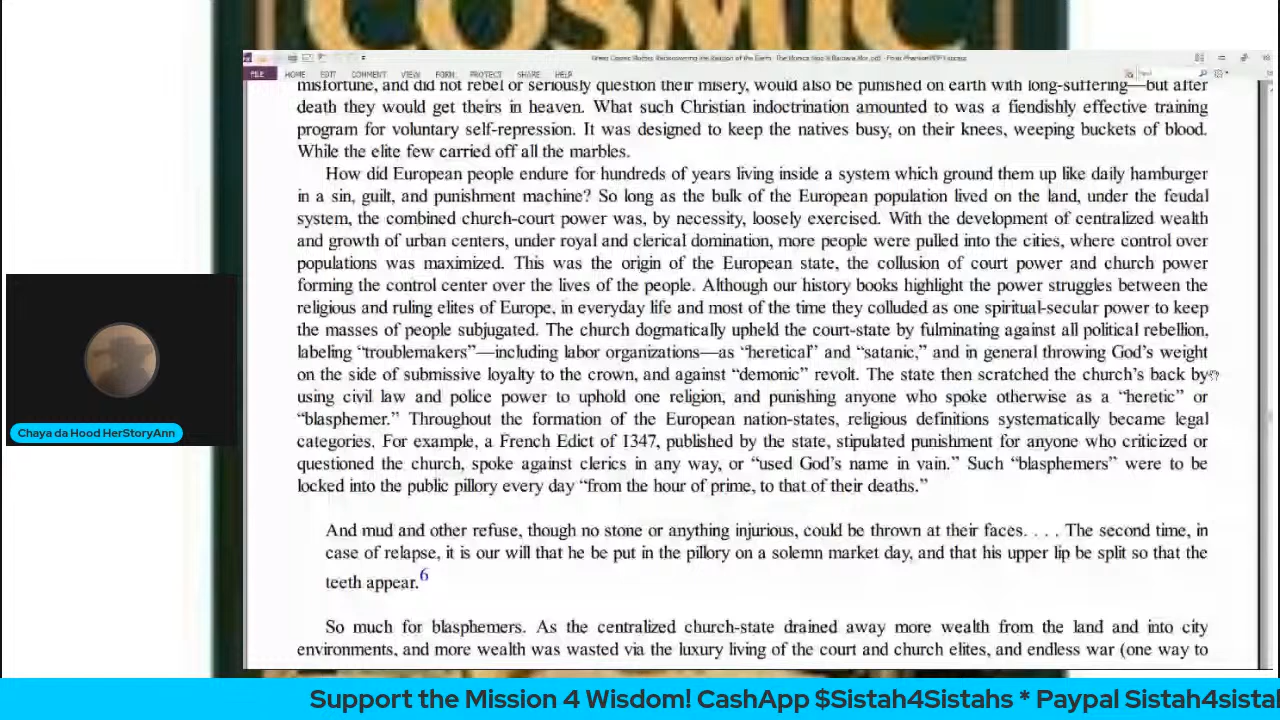 COSMIC
Great Cosmic Mother: Rediscovering the Religion of the Earth
FILE HOME EDIT COMMENT VIEW FORM PROTECT SHARE HELP
misfortune, and did not rebel or seriously question their misery, would also be punished on earth with long-suffering—but after
death they would get theirs in heaven. What such Christian indoctrination amounted to was a fiendishly effective training
program for voluntary self-repression. It was designed to keep the natives busy, on their knees, weeping buckets of blood.
While the elite few carried off all the marbles.
How did European people endure for hundreds of years living inside a system which ground them up like daily hamburger
in a sin, guilt, and punishment machine? So long as the bulk of the European population lived on the land, under the feudal
system, the combined church-court power was, by necessity, loosely exercised. With the development of centralized wealth
and growth of urban centers, under royal and clerical domination, more people were pulled into the cities, where control over
populations was maximized. This was the origin of the European state, the collusion of court power and church power
forming the control center over the lives of the people. Although our history books highlight the power struggles between the
religious and ruling elites of Europe, in everyday life and most of the time they colluded as one spiritual-secular power to keep
the masses of people subjugated. The church dogmatically upheld the court-state by fulminating against all political rebellion,
labeling “troublemakers”—including labor organizations—as “heretical” and “satanic,” and in general throwing God’s weight
on the side of submissive loyalty to the crown, and against “demonic” revolt. The state then scratched the church’s back by
using civil law and police power to uphold one religion, and punishing anyone who spoke otherwise as a “heretic” or
“blasphemer.” Throughout the formation of the European nation-states, religious definitions systematically became legal
categories. For example, a French Edict of 1347, published by the state, stipulated punishment for anyone who criticized or
questioned the church, spoke against clerics in any way, or “used God’s name in vain.” Such “blasphemers” were to be
locked into the public pillory every day “from the hour of prime, to that of their deaths.”
And mud and other refuse, though no stone or anything injurious, could be thrown at their faces. . . . The second time, in
case of relapse, it is our will that he be put in the pillory on a solemn market day, and that his upper lip be split so that the
teeth appear.6
So much for blasphemers. As the centralized church-state drained away more wealth from the land and into city
environments, and more wealth was wasted via the luxury living of the court and church elites, and endless war (one way to
Chaya da Hood HerStoryAnn
Support the Mission 4 Wisdom! CashApp $Sistah4Sistahs * Paypal Sistah4sistal